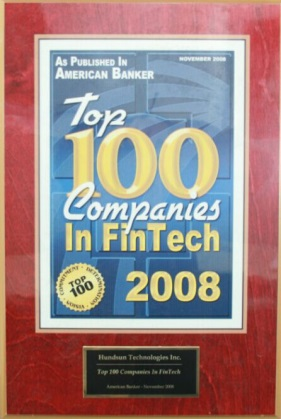 AS PUBLISHED IN
AMERICAN BANKER
NOVEMBER 2008
Top
100
Companies
In FinTech
2008
TOP
100
Hundsun Technologies Inc.
Top 100 Companies In FinTech
American Banker - November 2008